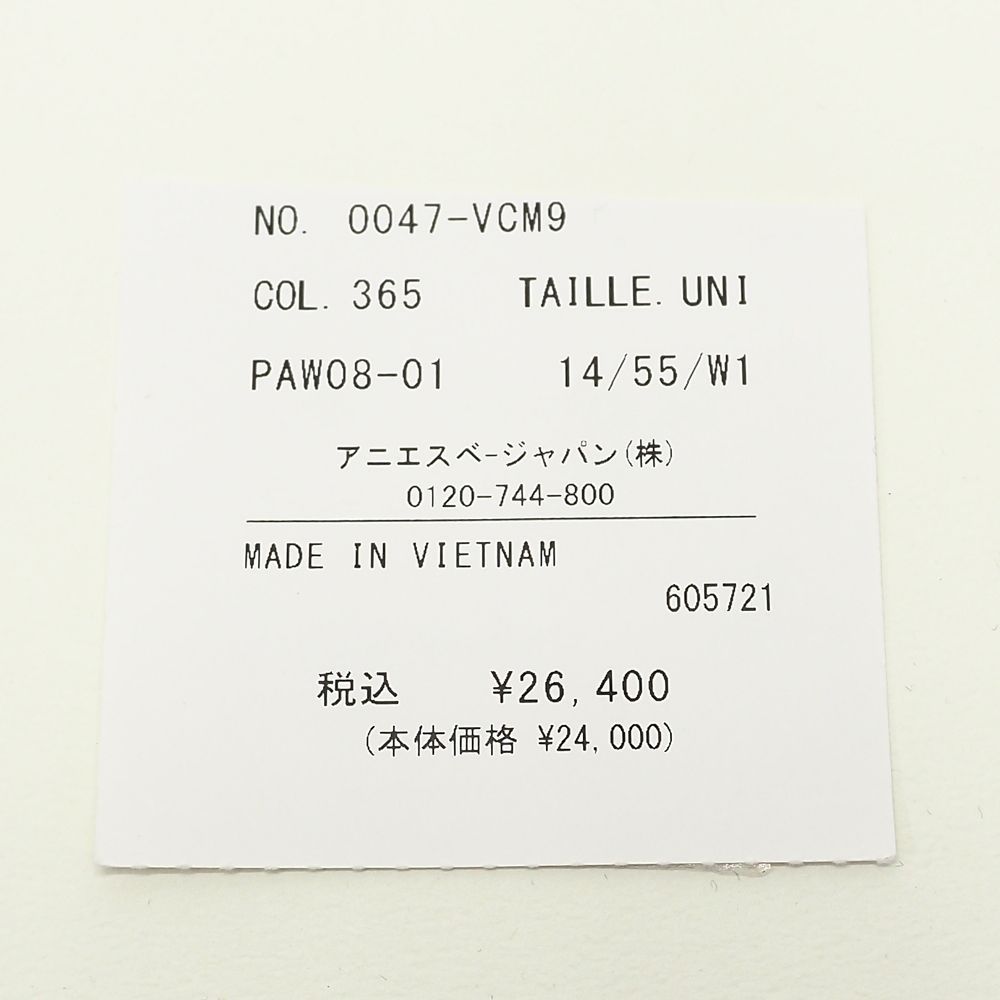 NO. 0047-VCM9
COL. 365 TAILLE. UNI
PAW08-01 14/55/W1
アニエスベージャパン(株)
0120-744-800
MADE IN VIETNAM
605721
税込 ¥26,400
(本体価格 ¥24,000)